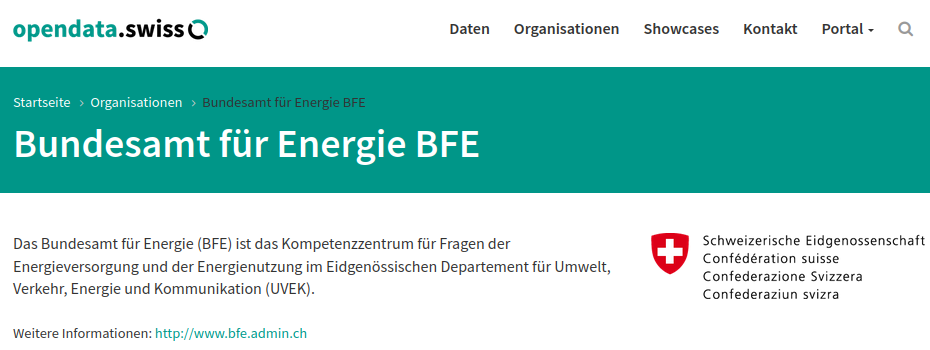 opendata.swiss
Daten Organisationen Showcases Kontakt Portal
Startseite › Organisationen › Bundesamt für Energie BFE
Bundesamt für Energie BFE
Das Bundesamt für Energie (BFE) ist das Kompetenzzentrum für Fragen der
Energieversorgung und der Energienutzung im Eidgenössischen Departement für Umwelt,
Verkehr, Energie und Kommunikation (UVEK).
Weitere Informationen: http://www.bfe.admin.ch
Schweizerische Eidgenossenschaft
Confédération suisse
Confederazione Svizzera
Confederaziun svizra